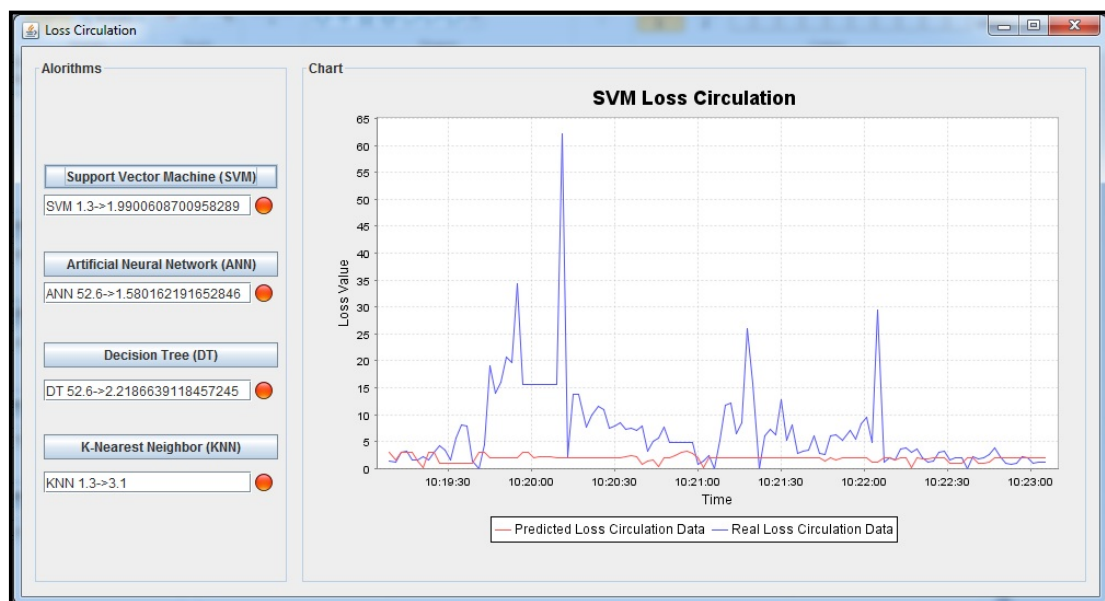 Loss Circulation
Alorithms
Support Vector Machine (SVM)
SVM 1.3->1.9900608700958289
Artificial Neural Network (ANN)
ANN 52.6->1.580162191652846
Decision Tree (DT)
DT 52.6->2.2186639118457245
K-Nearest Neighbor (KNN)
KNN 1.3->3.1
Chart
SVM Loss Circulation
65
60
55
50
45
40
35
30
25
20
15
10
5
0
Loss Value
10:19:30 10:20:00 10:20:30 10:21:00 10:21:30 10:22:00 10:22:30 10:23:00
Time
Predicted Loss Circulation Data Real Loss Circulation Data